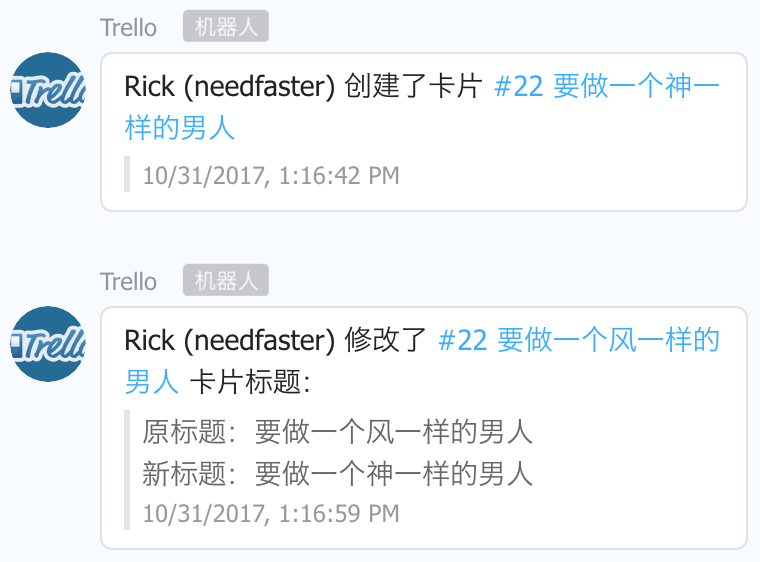 Trello 机器人
Trello
Rick (needfaster) 创建了卡片 #22 要做一个神一
样的男人
10/31/2017, 1:16:42 PM
Trello 机器人
Trello
Rick (needfaster) 修改了 #22 要做一个风一样的
男人 卡片标题：
原标题：要做一个风一样的男人
新标题：要做一个神一样的男人
10/31/2017, 1:16:59 PM